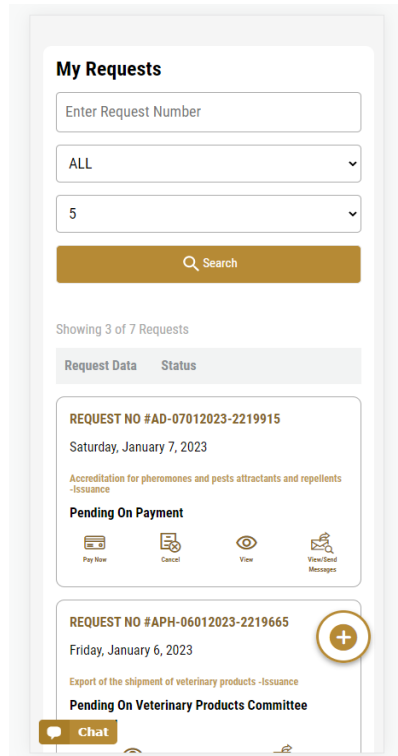 My Requests
Enter Request Number
ALL
5
Search
Showing 3 of 7 Requests
Request Data Status
REQUEST NO #AD-07012023-2219915
Saturday, January 7, 2023
Accreditation for pheromones and pests attractants and repellents
-Issuance
Pending On Payment
Pay Now Cancel View View/Send
Messages
REQUEST NO #APH-06012023-2219665
Friday, January 6, 2023
Export of the shipment of veterinary products -Issuance
Pending On Veterinary Products Committee
Chat